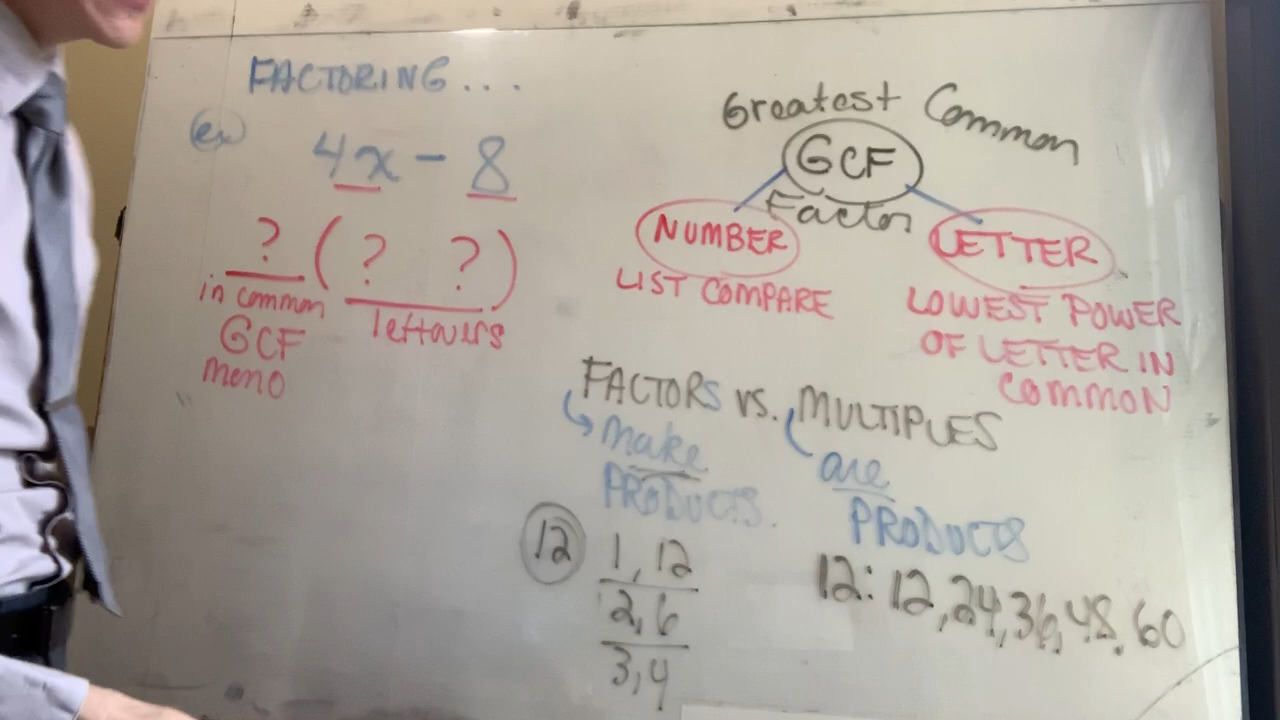 FACTORING...
ex
4x - 8
? ( ? ? )
in common
leftovers
GCF
mono
Greatest Common
GCF
Factor
NUMBER
LETTER
LIST COMPARE
LOWEST POWER
OF LETTER IN
COMMON
FACTORS vs. MULTIPLES
make
PRODUCTS.
are
PRODUCTS
12
1, 12
2, 6
3, 4
12: 12, 24, 36, 48, 60